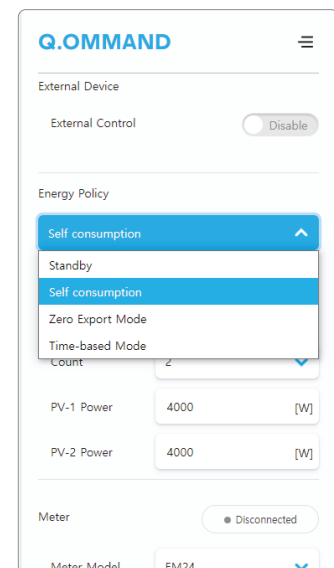 Q.OMMAND
External Device
External Control Disable
Energy Policy
Self consumption
Standby
Self consumption
Zero Export Mode
Time-based Mode
Count 2
PV-1 Power 4000 [W]
PV-2 Power 4000 [W]
Meter Disconnected
Meter Model EM24